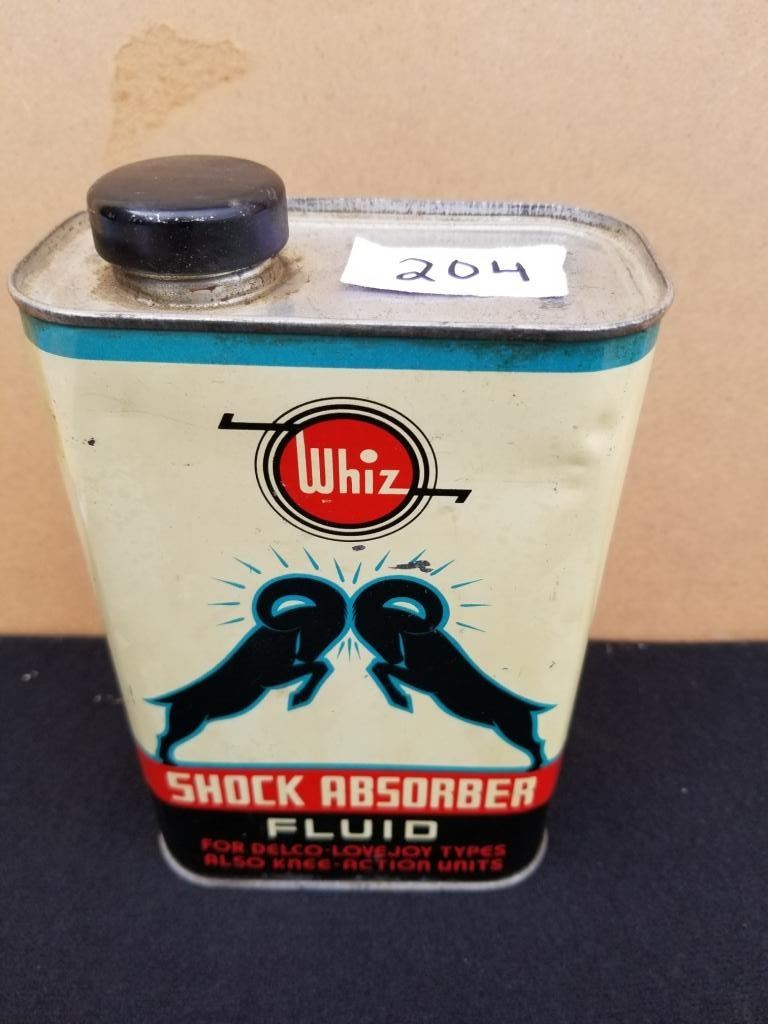 204
Whiz
SHOCK ABSORBER
FLUID
FOR DELCO-LOVEJOY TYPES
ALSO KNEE-ACTION UNITS